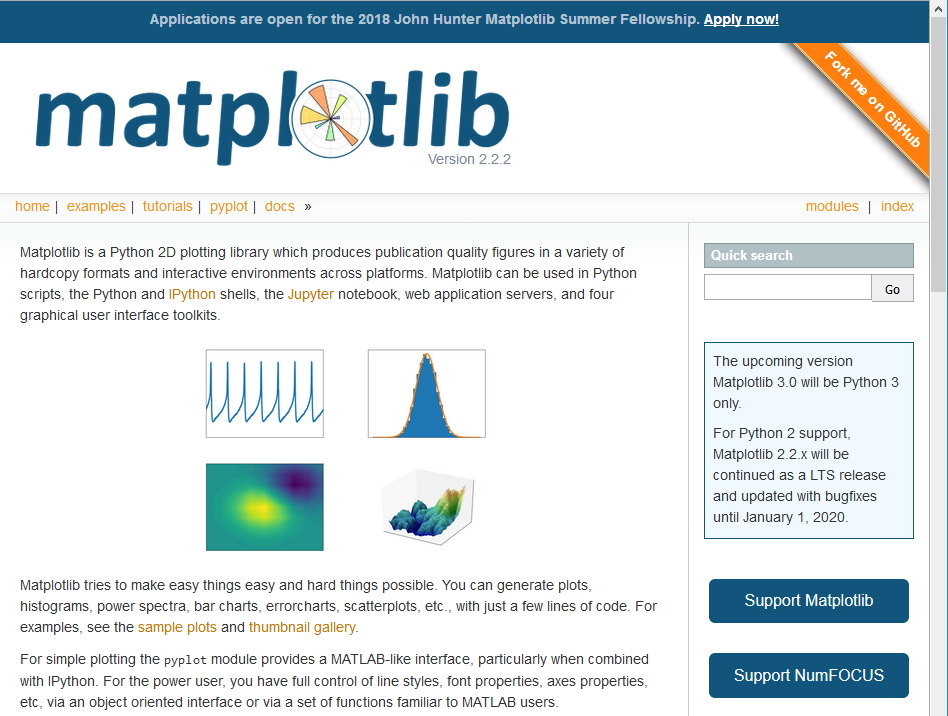 Applications are open for the 2018 John Hunter Matplotlib Summer Fellowship. Apply now!
Fork me on GitHub
matplotlib
Version 2.2.2
home | examples | tutorials | pyplot | docs »
modules | index
Matplotlib is a Python 2D plotting library which produces publication quality figures in a variety of
hardcopy formats and interactive environments across platforms. Matplotlib can be used in Python
scripts, the Python and IPython shells, the Jupyter notebook, web application servers, and four
graphical user interface toolkits.
Matplotlib tries to make easy things easy and hard things possible. You can generate plots,
histograms, power spectra, bar charts, errorcharts, scatterplots, etc., with just a few lines of code. For
examples, see the sample plots and thumbnail gallery.
For simple plotting the pyplot module provides a MATLAB-like interface, particularly when combined
with IPython. For the power user, you have full control of line styles, font properties, axes properties,
etc, via an object oriented interface or via a set of functions familiar to MATLAB users.
Quick search
Go
The upcoming version
Matplotlib 3.0 will be Python 3
only.
For Python 2 support,
Matplotlib 2.2.x will be
continued as a LTS release
and updated with bugfixes
until January 1, 2020.
Support Matplotlib
Support NumFOCUS